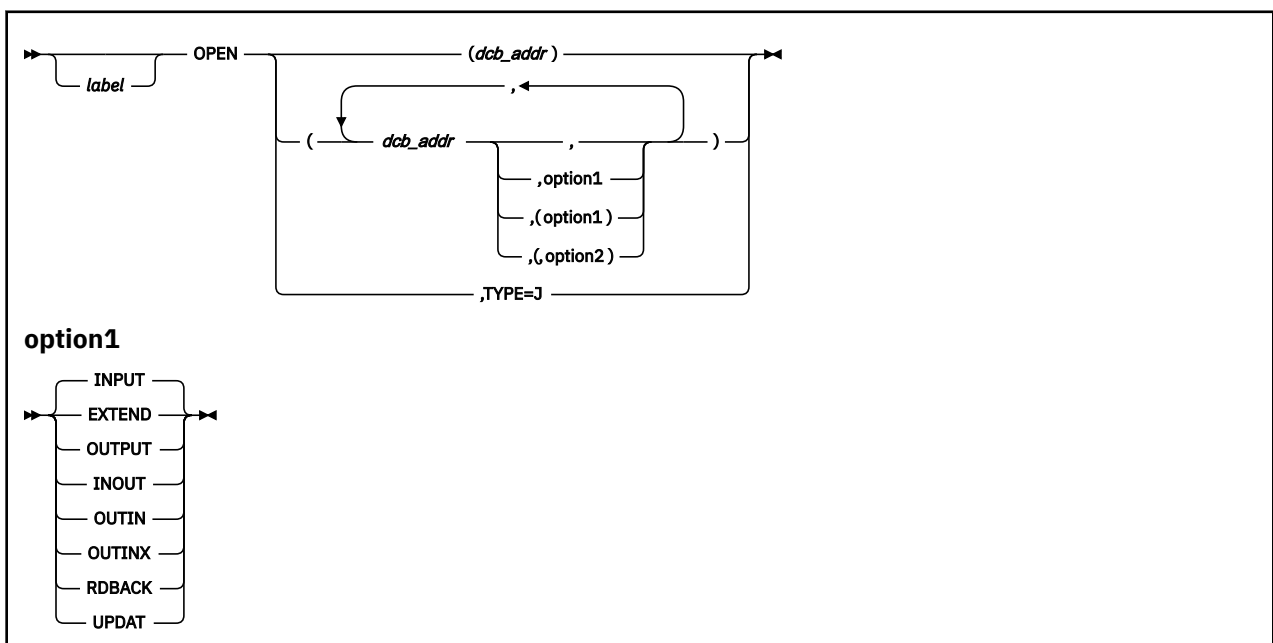 OPEN (dcb_addr)
label
,
( dcb_addr , )
,option1
,(option1)
,(,option2)
,TYPE=J
option1
INPUT
EXTEND
OUTPUT
INOUT
OUTIN
OUTINX
RDBACK
UPDAT